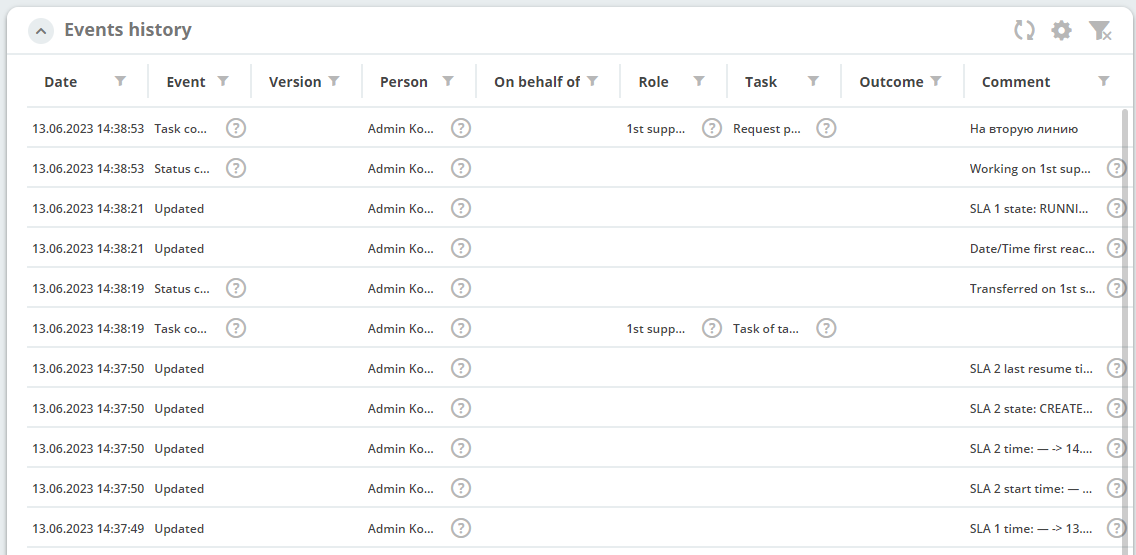 Events history
Date Event Version Person On behalf of Role Task Outcome Comment
13.06.2023 14:38:53 Task co... ? Admin Ko... ? 1st supp... ? Request p... ? На вторую линию
13.06.2023 14:38:53 Status c... ? Admin Ko... ? Working on 1st sup... ?
13.06.2023 14:38:21 Updated Admin Ko... ? SLA 1 state: RUNNI... ?
13.06.2023 14:38:21 Updated Admin Ko... ? Date/Time first reac... ?
13.06.2023 14:38:19 Status c... ? Admin Ko... ? Transferred on 1st s... ?
13.06.2023 14:38:19 Task co... ? Admin Ko... ? 1st supp... ? Task of ta... ?
13.06.2023 14:37:50 Updated Admin Ko... ? SLA 2 last resume ti... ?
13.06.2023 14:37:50 Updated Admin Ko... ? SLA 2 state: CREATE... ?
13.06.2023 14:37:50 Updated Admin Ko... ? SLA 2 time: — -> 14.... ?
13.06.2023 14:37:50 Updated Admin Ko... ? SLA 2 start time: — ... ?
13.06.2023 14:37:49 Updated Admin Ko... ? SLA 1 time: — -> 13.... ?